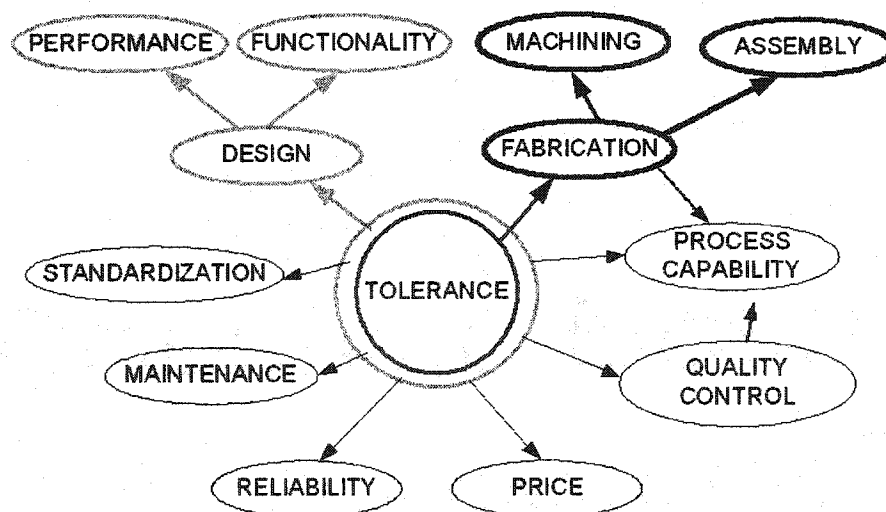 PERFORMANCE
FUNCTIONALITY
MACHINING
ASSEMBLY
DESIGN
FABRICATION
STANDARDIZATION
TOLERANCE
PROCESS
CAPABILITY
MAINTENANCE
QUALITY
CONTROL
RELIABILITY
PRICE